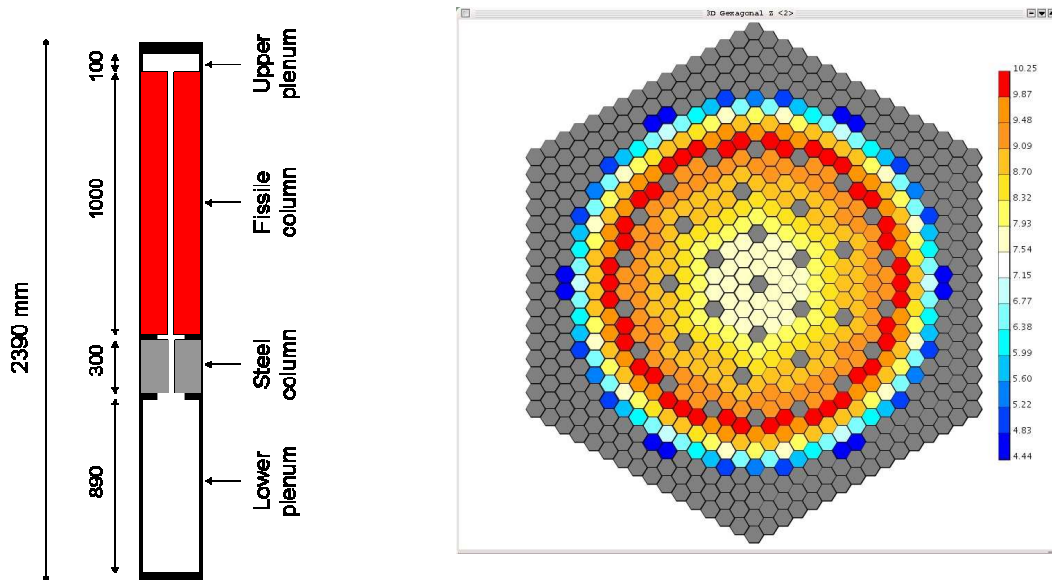 2390 mm
100
1000
300
890
Upper
plenum
Fissile
column
Steel
column
Lower
plenum
3D Gexagonal Z <2>
10.25
9.87
9.48
9.09
8.70
8.32
7.93
7.54
7.15
6.77
6.38
5.99
5.60
5.22
4.83
4.44